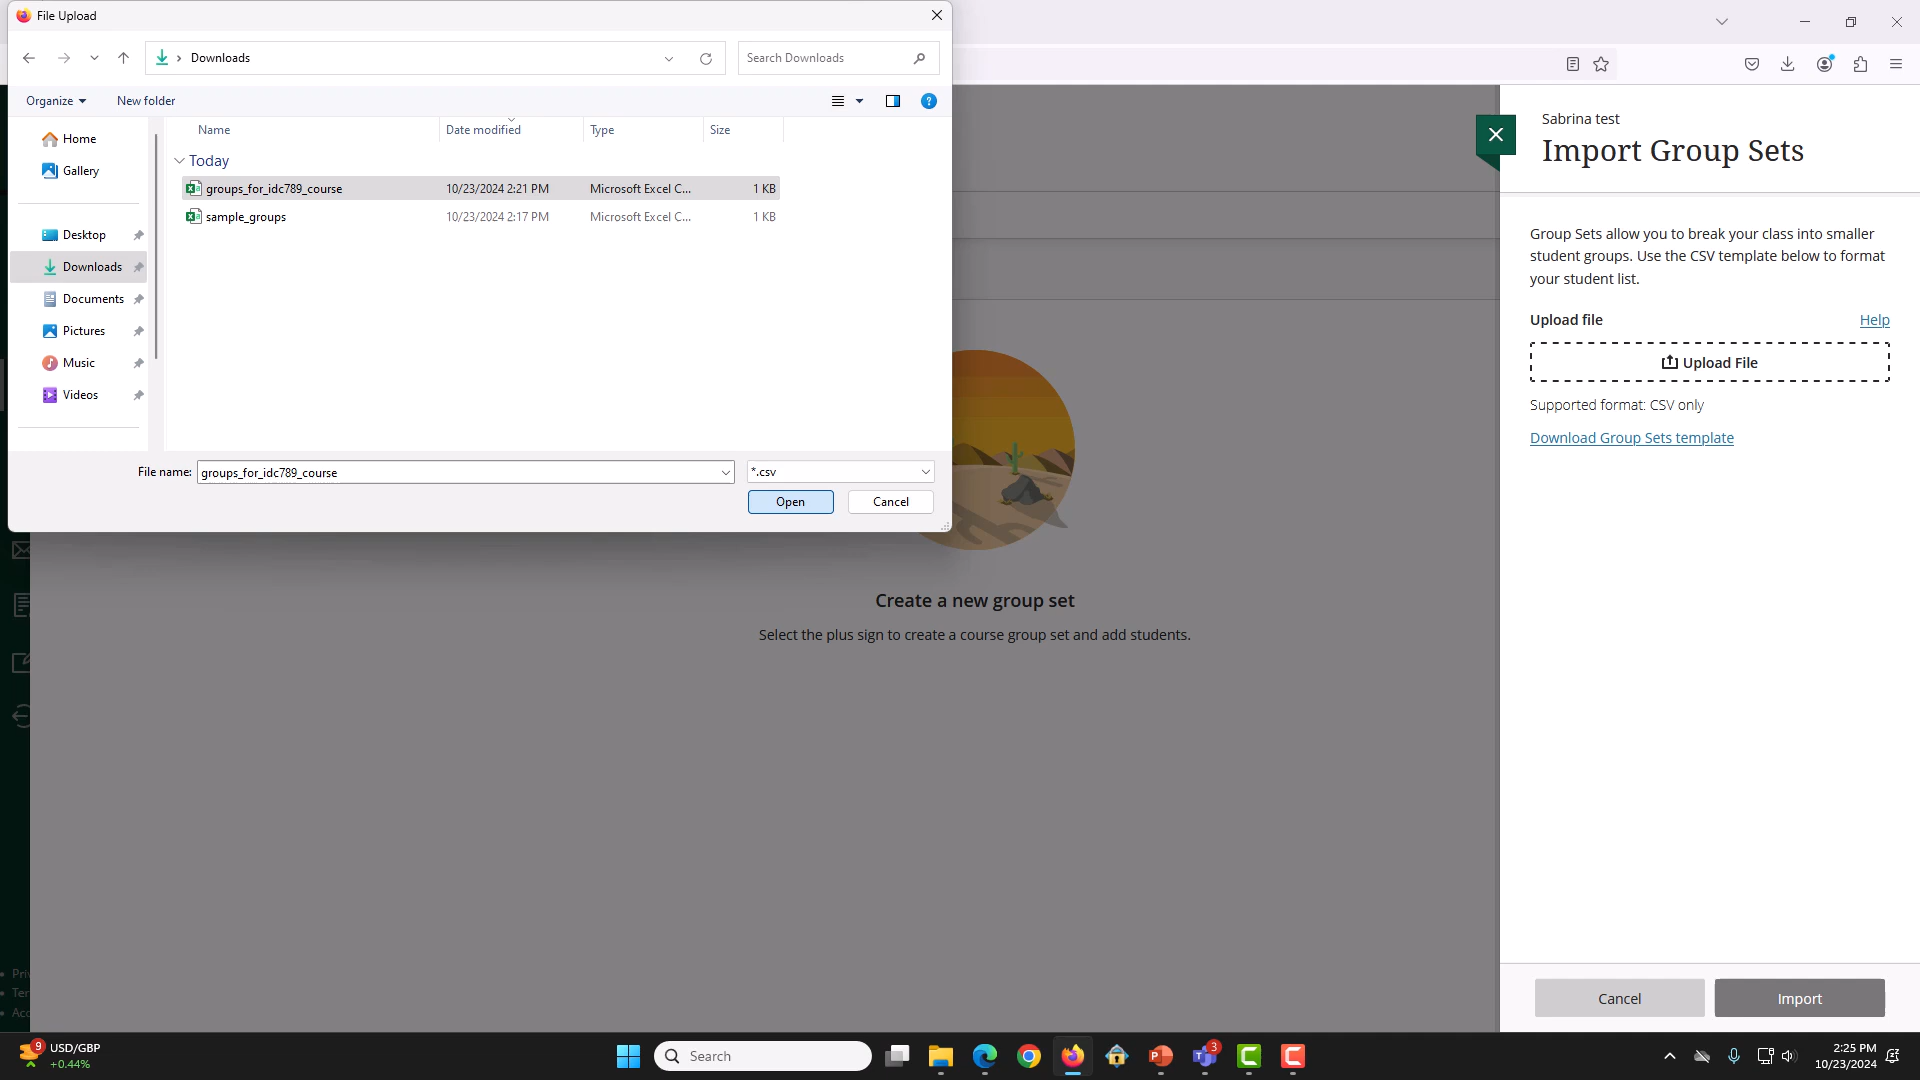 File Upload
Downloads
Search Downloads
Organize
New folder
?
Home
Gallery
Desktop
Downloads
Documents
Pictures
Music
Videos
Name
Date modified
Type
Size
Today
groups_for_idc789_course
10/23/2024 2:21 PM
Microsoft Excel C...
1 KB
sample_groups
10/23/2024 2:17 PM
Microsoft Excel C...
1 KB
File name:
groups_for_idc789_course
*.csv
Open
Cancel
Create a new group set
Select the plus sign to create a course group set and add students.
Sabrina test
Import Group Sets
Group Sets allow you to break your class into smaller
student groups. Use the CSV template below to format
your student list.
Upload file
Help
Upload File
Supported format: CSV only
Download Group Sets template
Cancel
Import
Pri
Ter
Acc
9
USD/GBP
+0.44%
Search
P
3
2:25 PM
10/23/2024